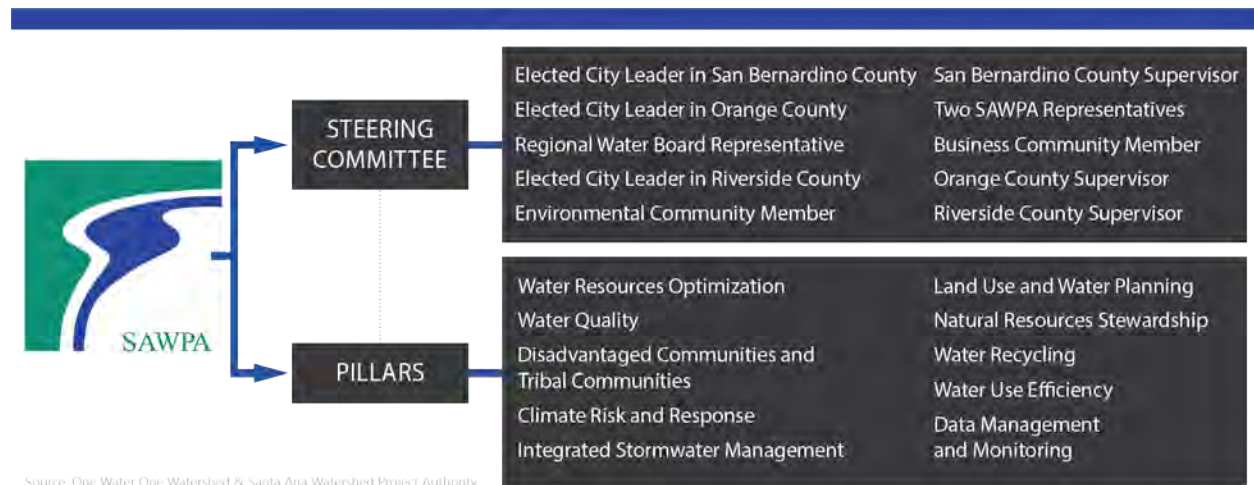 SAWPA
STEERING
COMMITTEE
Elected City Leader in San Bernardino County
Elected City Leader in Orange County
Regional Water Board Representative
Elected City Leader in Riverside County
Environmental Community Member
San Bernardino County Supervisor
Two SAWPA Representatives
Business Community Member
Orange County Supervisor
Riverside County Supervisor
PILLARS
Water Resources Optimization
Water Quality
Disadvantaged Communities and
Tribal Communities
Climate Risk and Response
Integrated Stormwater Management
Land Use and Water Planning
Natural Resources Stewardship
Water Recycling
Water Use Efficiency
Data Management
and Monitoring
Source: One Water One Watershed & Santa Ana Watershed Project Authority